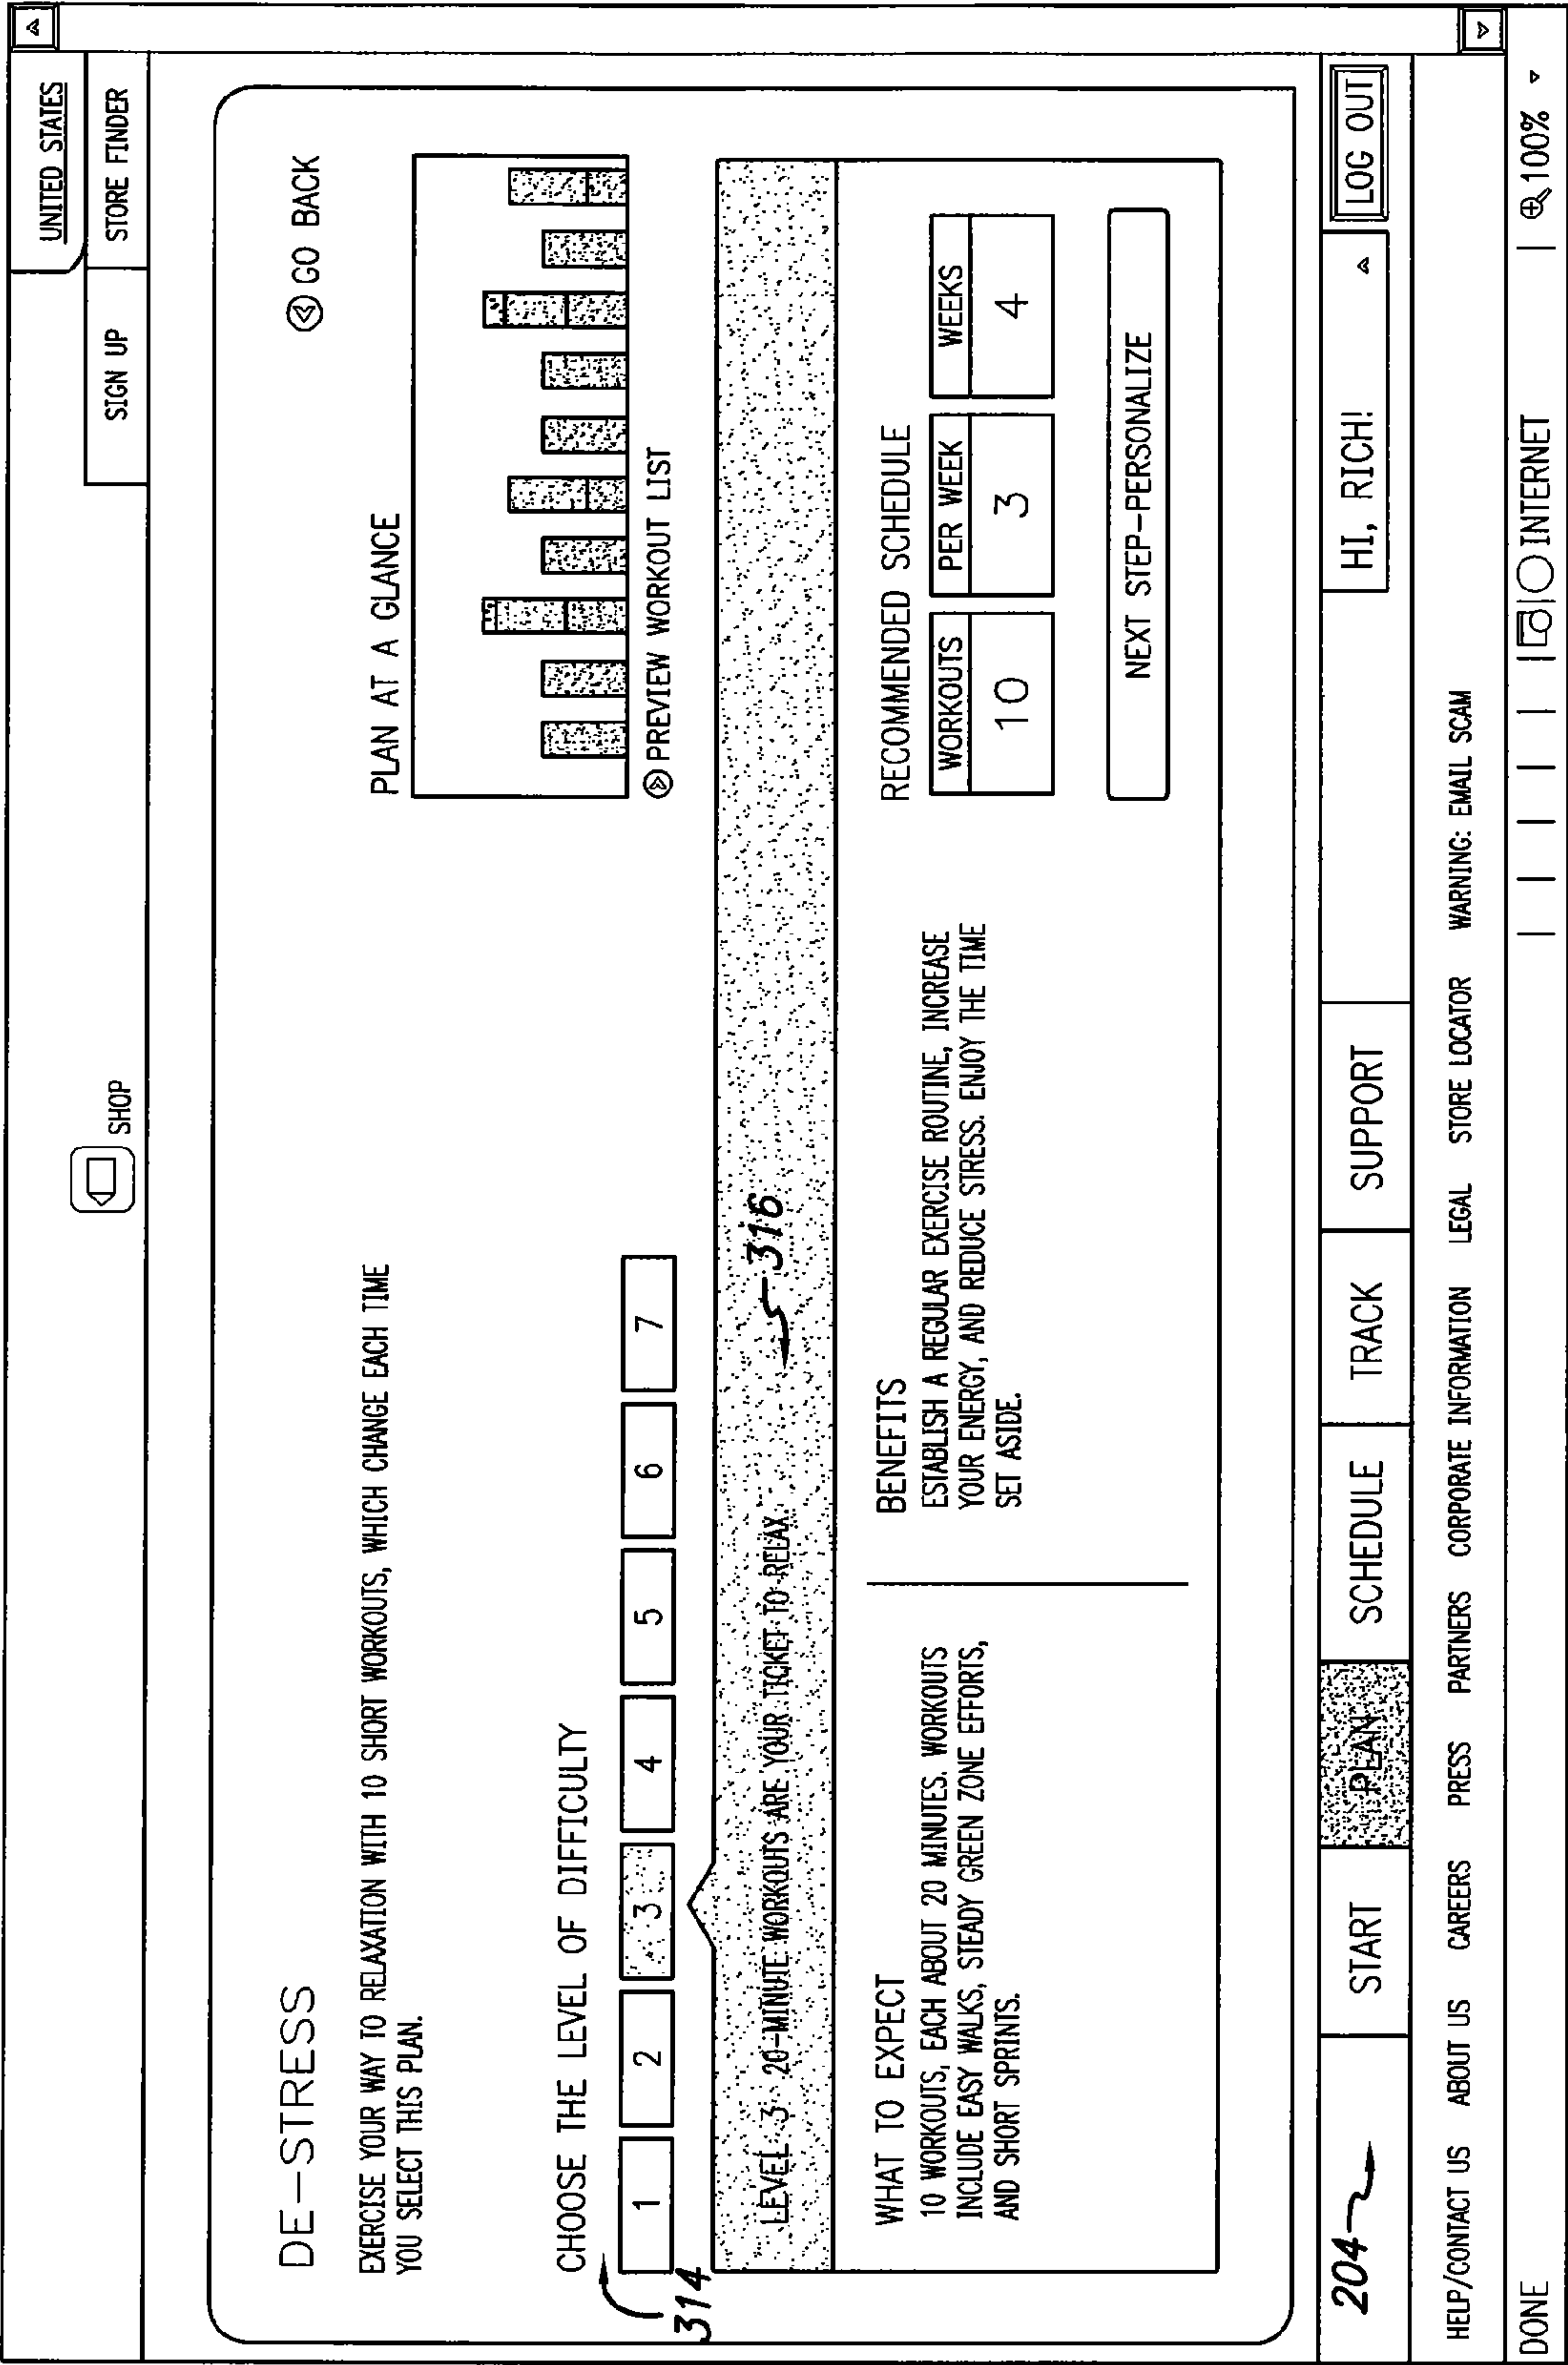 UNITED STATES
SHOP
SIGN UP
STORE FINDER
DE-STRESS
GO BACK
EXERCISE YOUR WAY TO RELAXATION WITH 10 SHORT WORKOUTS, WHICH CHANGE EACH TIME
YOU SELECT THIS PLAN.
PLAN AT A GLANCE
CHOOSE THE LEVEL OF DIFFICULTY
314
1 2 3 4 5 6 7
PREVIEW WORKOUT LIST
LEVEL 3 20-MINUTE WORKOUTS ARE YOUR TICKET TO RELAX.
316
WHAT TO EXPECT
10 WORKOUTS, EACH ABOUT 20 MINUTES. WORKOUTS
INCLUDE EASY WALKS, STEADY GREEN ZONE EFFORTS,
AND SHORT SPRINTS.
BENEFITS
ESTABLISH A REGULAR EXERCISE ROUTINE, INCREASE
YOUR ENERGY, AND REDUCE STRESS. ENJOY THE TIME
SET ASIDE.
RECOMMENDED SCHEDULE
WORKOUTS PER WEEK WEEKS
10 3 4
NEXT STEP-PERSONALIZE
204
START PLAN SCHEDULE TRACK SUPPORT HI, RICH! LOG OUT
HELP/CONTACT US ABOUT US CAREERS PRESS PARTNERS CORPORATE INFORMATION LEGAL STORE LOCATOR WARNING: EMAIL SCAM
DONE INTERNET 100%